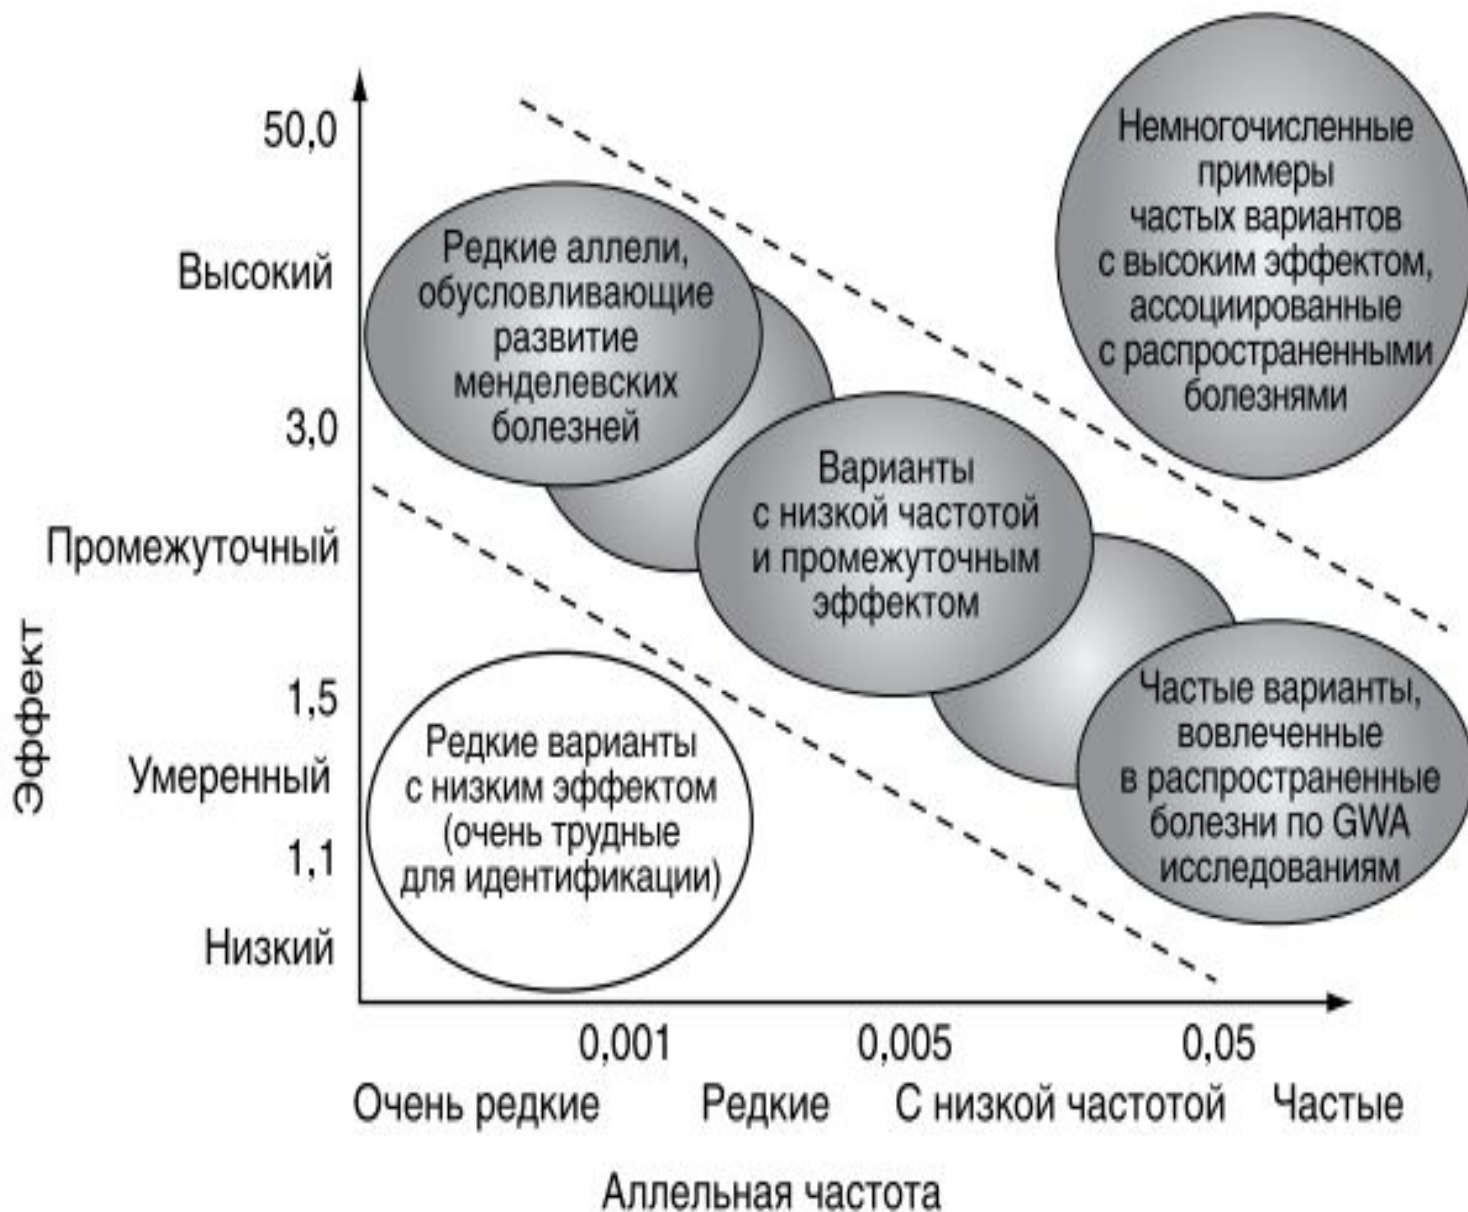 50,0
Высокий
3,0
Промежуточный
Эффект
1,5
Умеренный
1,1
Низкий
Редкие аллели,
обусловливающие
развитие
менделевских
болезней
Немногочисленные
примеры
частых вариантов
с высоким эффектом,
ассоциированные
с распространенными
болезнями
Варианты
с низкой частотой
и промежуточным
эффектом
Редкие варианты
с низким эффектом
(очень трудные
для идентификации)
Частые варианты,
вовлеченные
в распространенные
болезни по GWA
исследованиям
0,001 0,005 0,05
Очень редкие Редкие С низкой частотой Частые
Аллельная частота